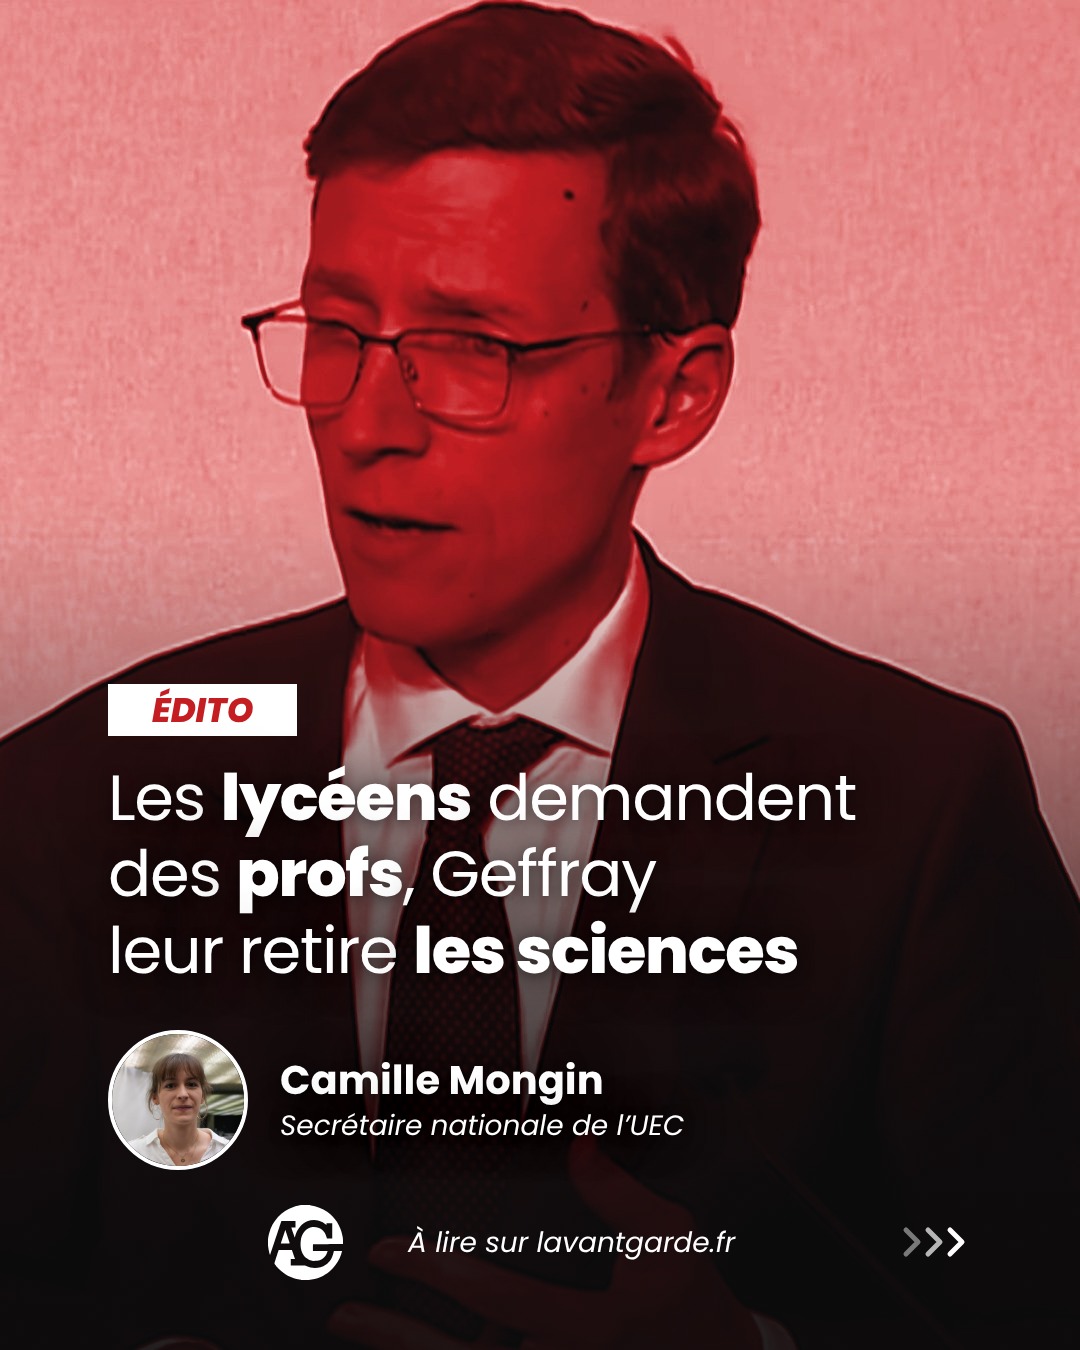 ÉDITO
Les lycéens demandent
des profs, Geffray
leur retire les sciences
Camille Mongin
Secrétaire nationale de l’UEC
AG
À lire sur lavantgarde.fr